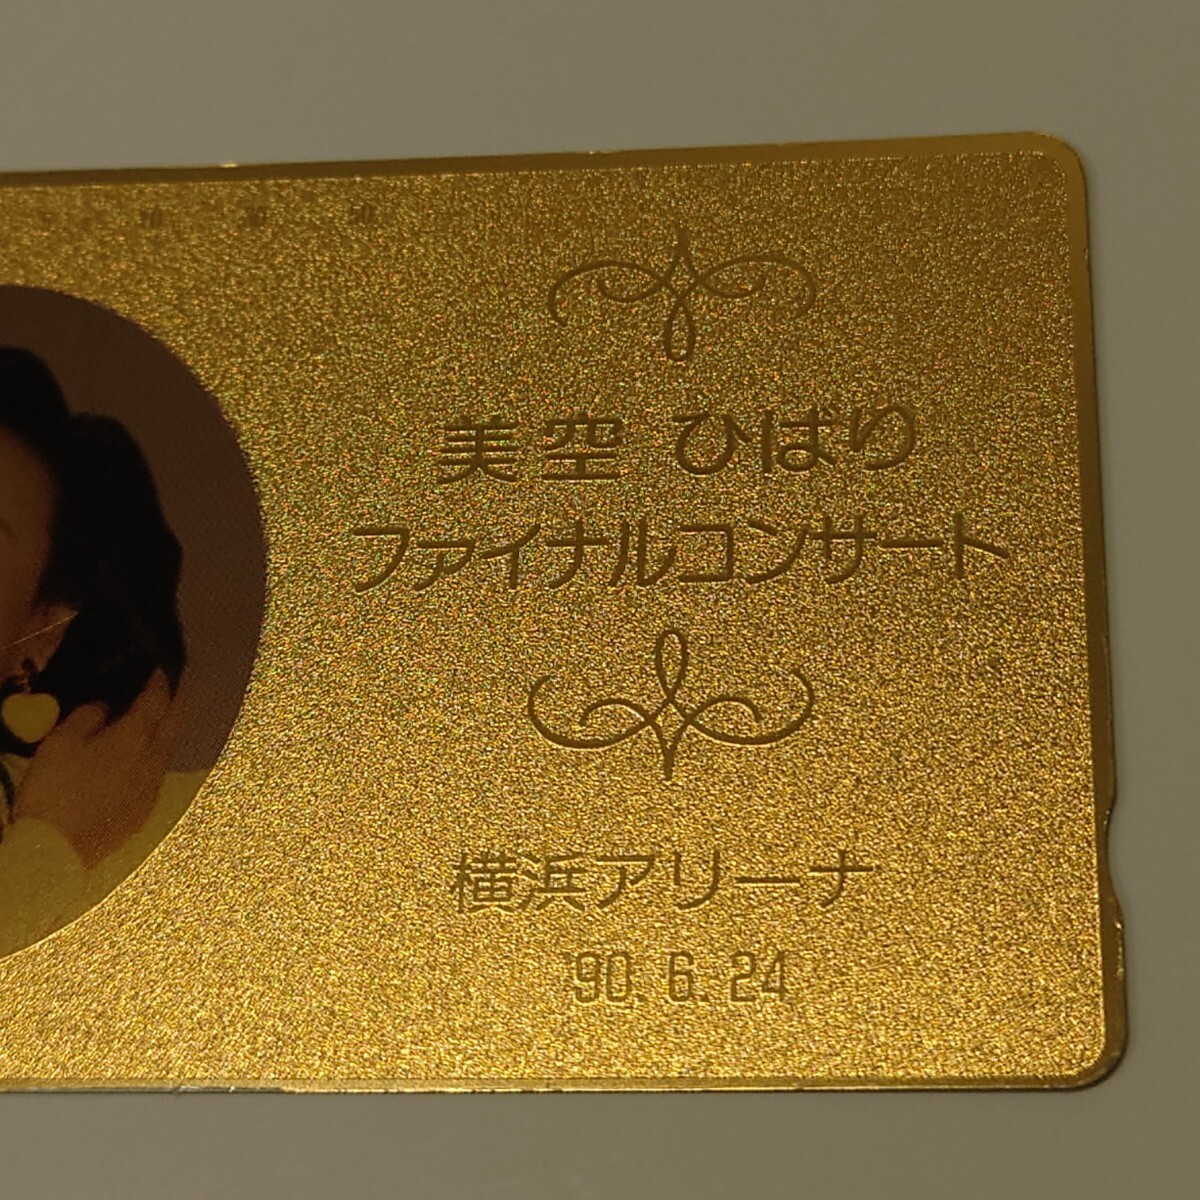 50
美空 ひばり
ファイナルコンサート
横浜アリーナ
'90. 6. 24